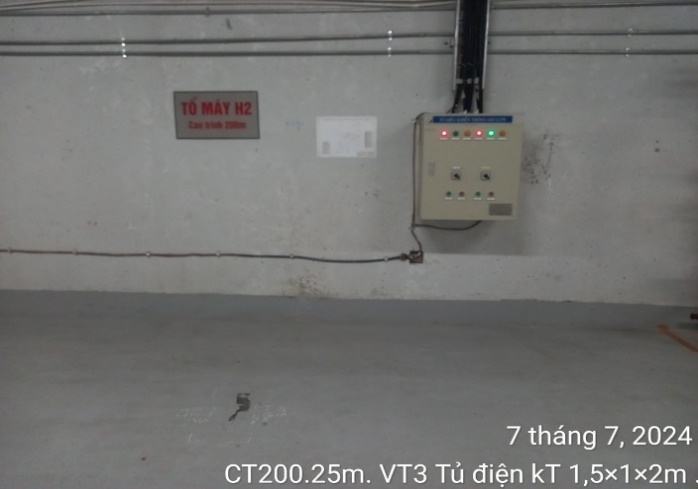 TỔ MÁY H2
Cao trình 200m
7 tháng 7, 2024
CT200.25m. VT3 Tủ điện kT 1,5×1×2m